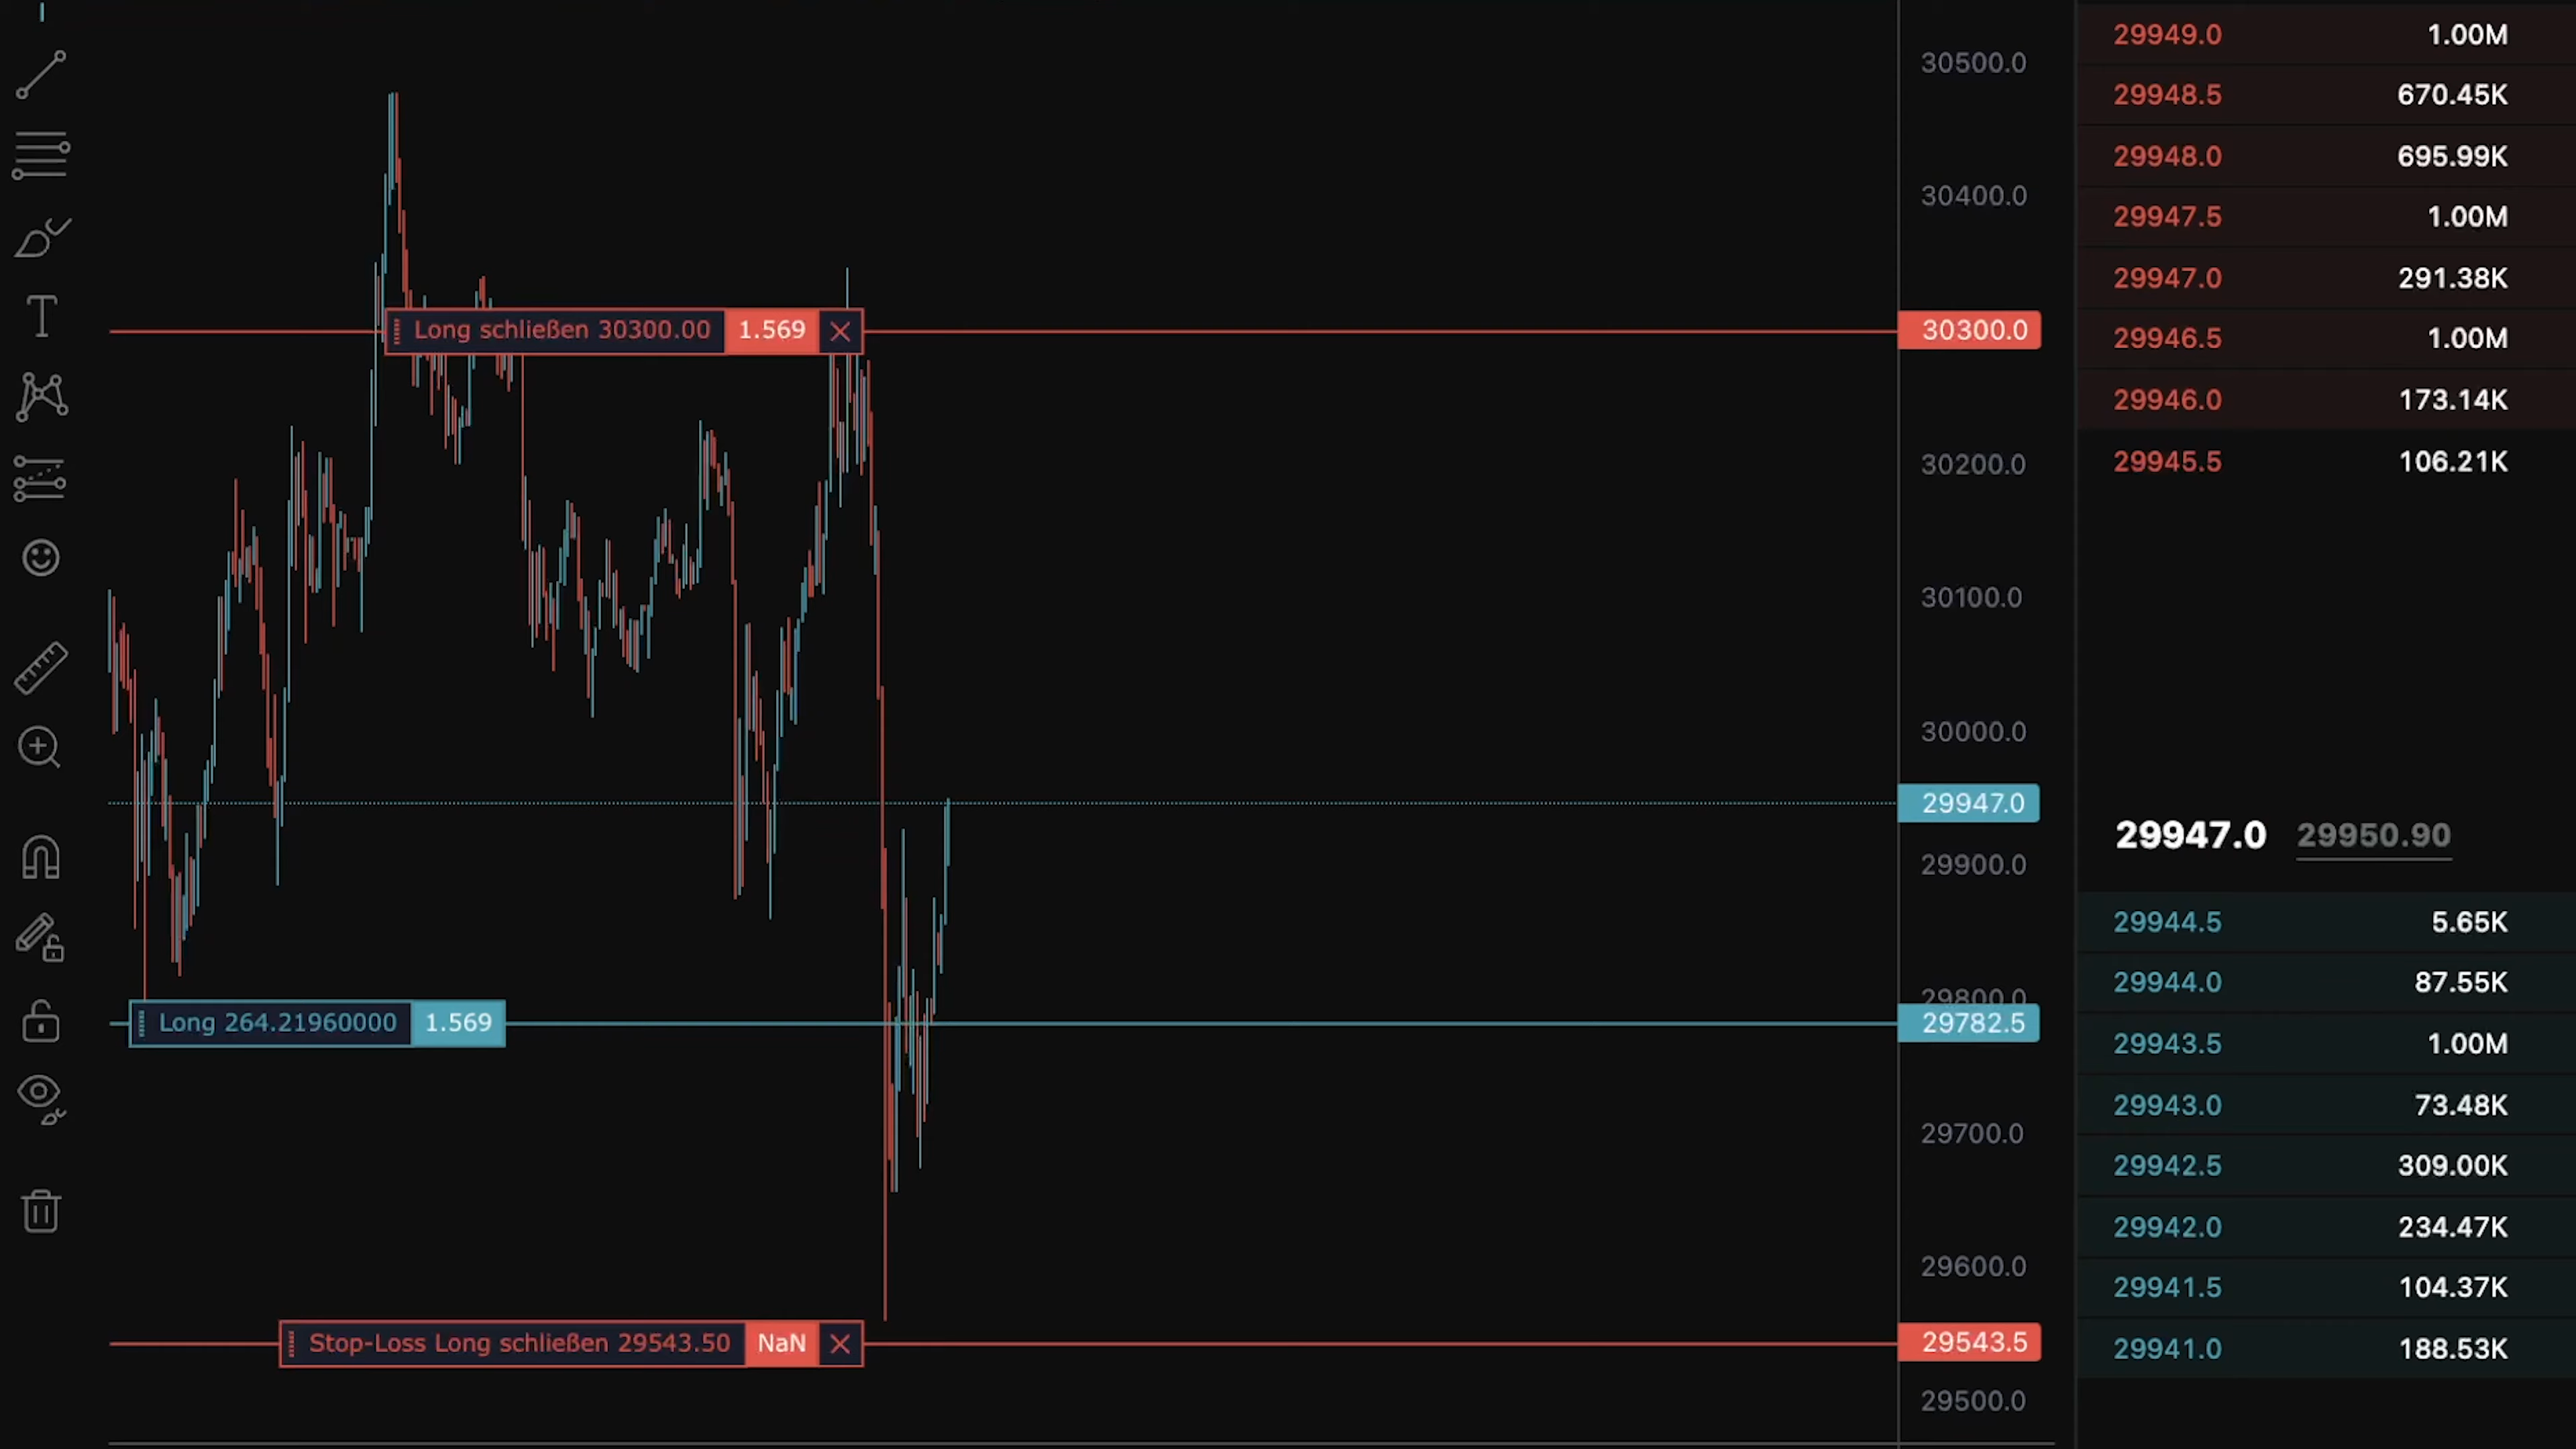 30500.0
30400.0
Long schließen 30300.00 1.569
30300.0
30200.0
30100.0
30000.0
29947.0
29900.0
29800.0
Long 264.21960000 1.569
29782.5
29700.0
29600.0
Stop-Loss Long schließen 29543.50 NaN
29543.5
29500.0
29949.0 1.00M
29948.5 670.45K
29948.0 695.99K
29947.5 1.00M
29947.0 291.38K
29946.5 1.00M
29946.0 173.14K
29945.5 106.21K
29947.0 29950.90
29944.5 5.65K
29944.0 87.55K
29943.5 1.00M
29943.0 73.48K
29942.5 309.00K
29942.0 234.47K
29941.5 104.37K
29941.0 188.53K